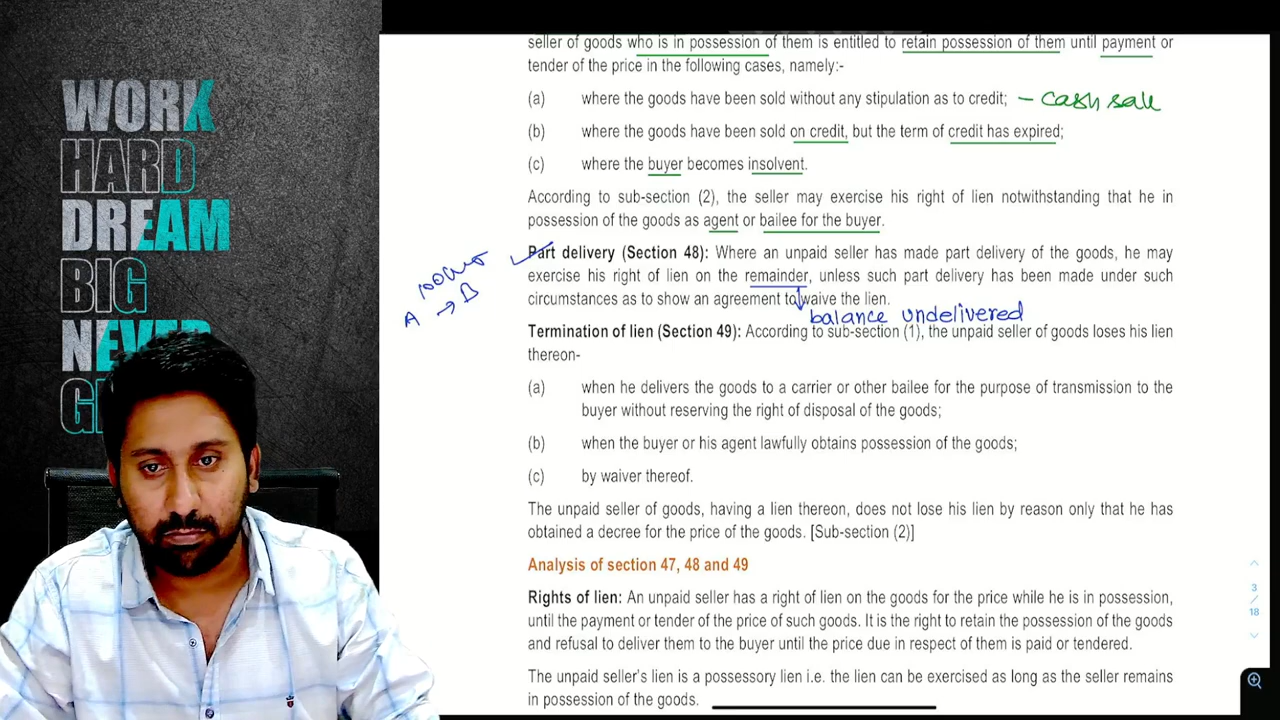 WORK
HARD
DREAM
BIG
NEVER
seller of goods who is in possession of them is entitled to retain possession of them until payment or
tender of the price in the following cases, namely:-
(a) where the goods have been sold without any stipulation as to credit; – cash sale
(b) where the goods have been sold on credit, but the term of credit has expired;
(c) where the buyer becomes insolvent.
According to sub-section (2), the seller may exercise his right of lien notwithstanding that he in
possession of the goods as agent or bailee for the buyer.
Part delivery (Section 48): Where an unpaid seller has made part delivery of the goods, he may
exercise his right of lien on the remainder, unless such part delivery has been made under such
circumstances as to show an agreement to waive the lien.
balance undelivered
A → B
Termination of lien (Section 49): According to sub-section (1), the unpaid seller of goods loses his lien
thereon-
(a) when he delivers the goods to a carrier or other bailee for the purpose of transmission to the
buyer without reserving the right of disposal of the goods;
(b) when the buyer or his agent lawfully obtains possession of the goods;
(c) by waiver thereof.
The unpaid seller of goods, having a lien thereon, does not lose his lien by reason only that he has
obtained a decree for the price of the goods. [Sub-section (2)]
Analysis of section 47, 48 and 49
Rights of lien: An unpaid seller has a right of lien on the goods for the price while he is in possession,
until the payment or tender of the price of such goods. It is the right to retain the possession of the goods
and refusal to deliver them to the buyer until the price due in respect of them is paid or tendered.
The unpaid seller's lien is a possessory lien i.e. the lien can be exercised as long as the seller remains
in possession of the goods.
3
/
18